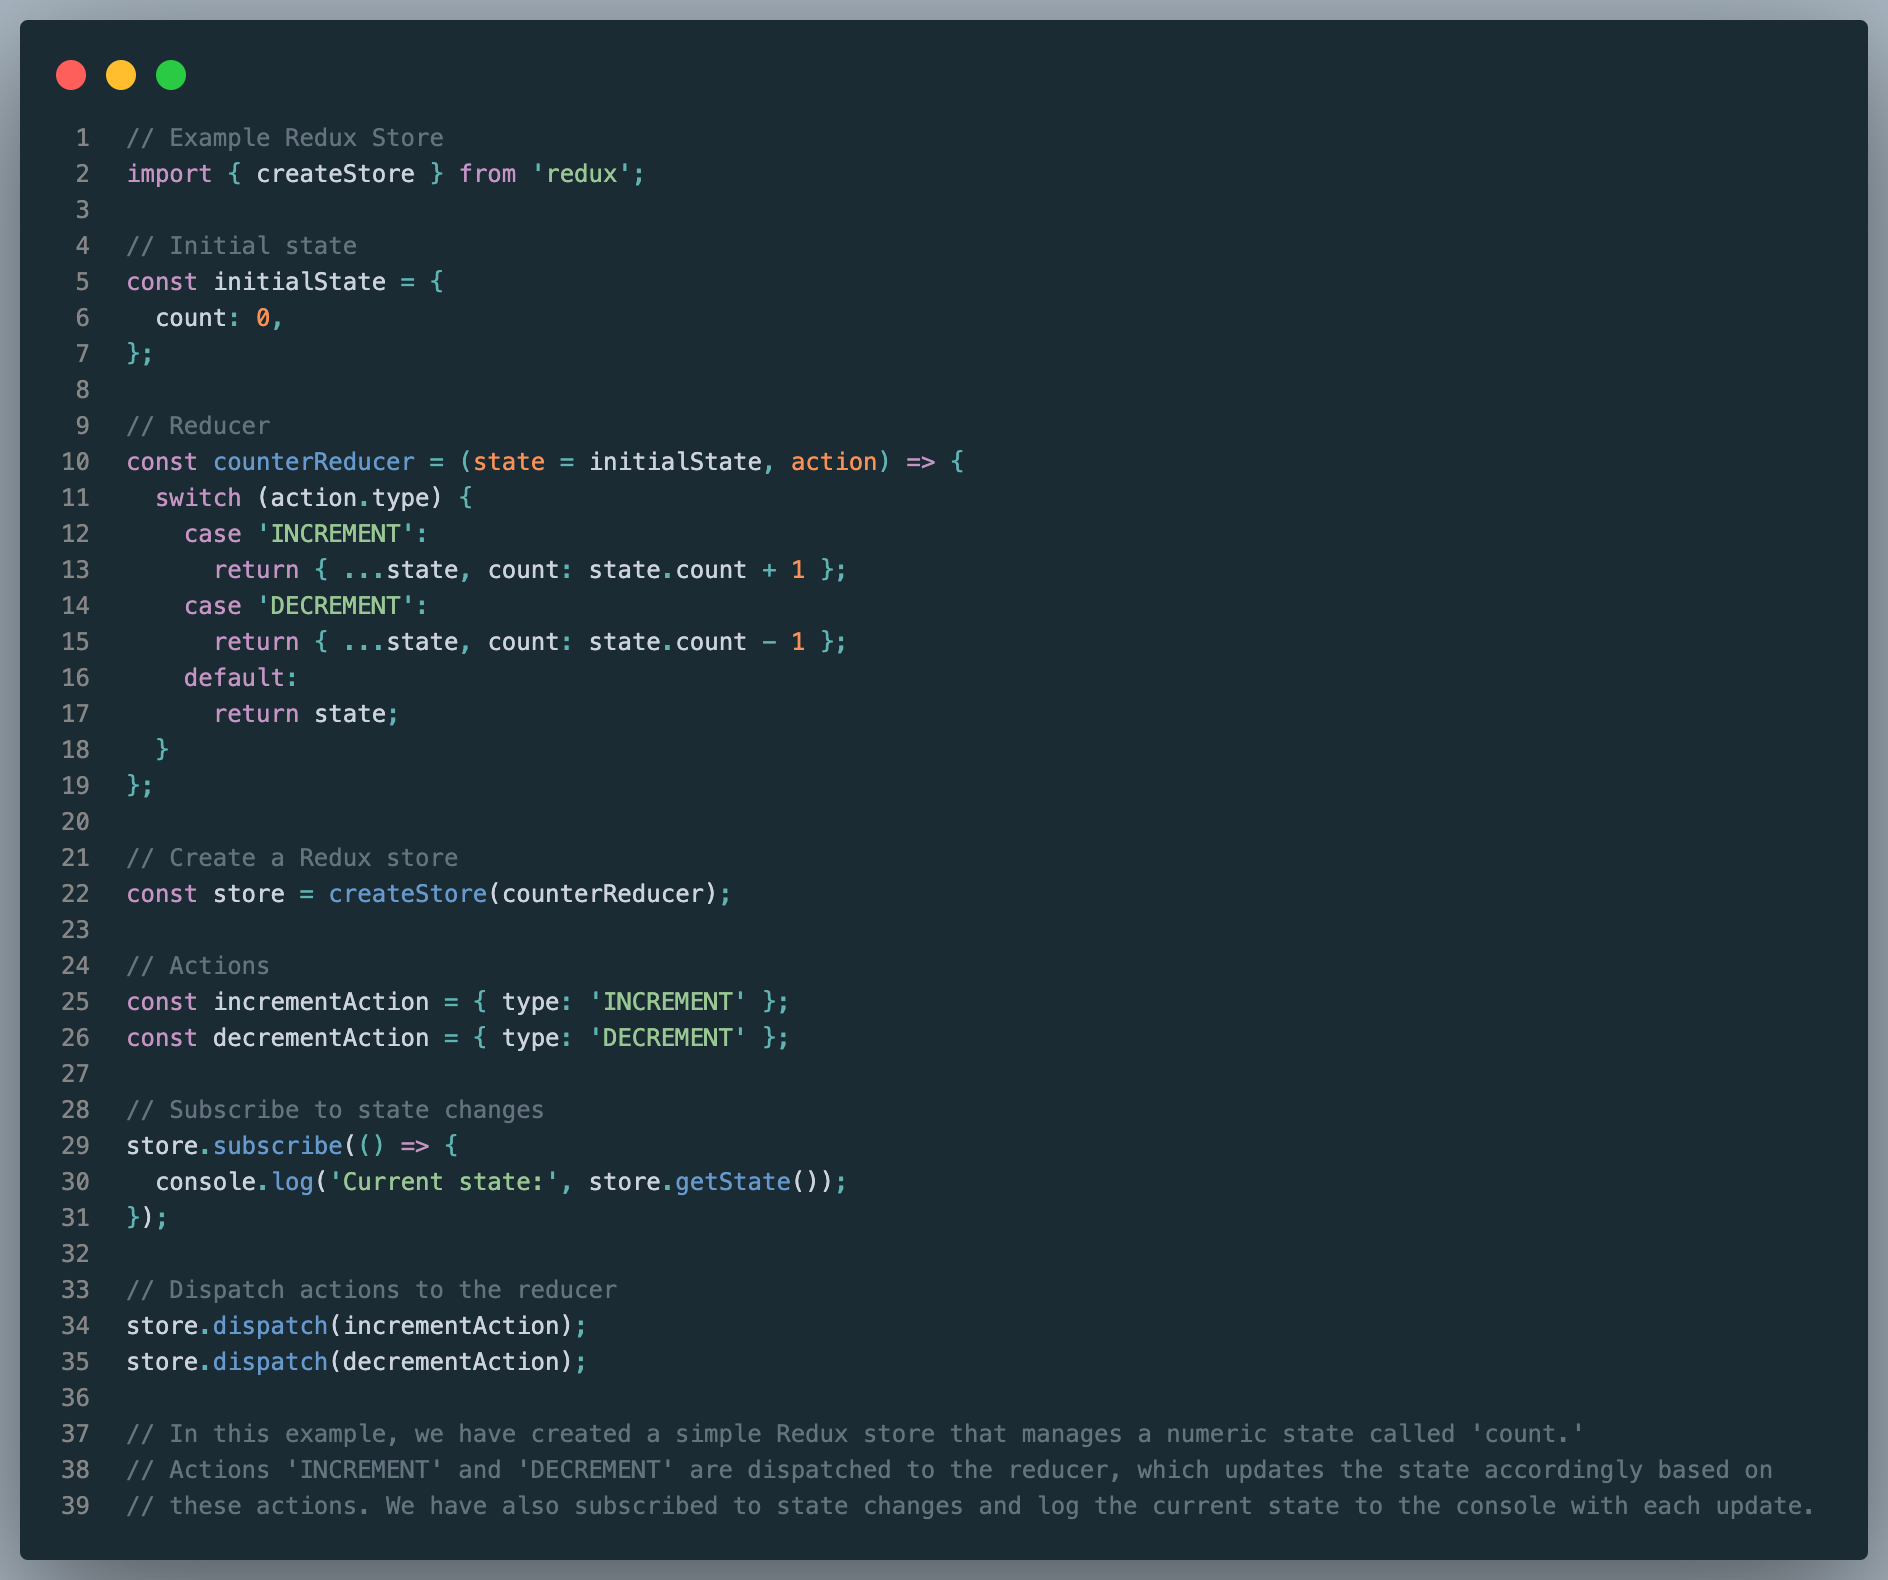 1 // Example Redux Store
2 import { createStore } from 'redux';
3
4 // Initial state
5 const initialState = {
6   count: 0,
7 };
8
9 // Reducer
10 const counterReducer = (state = initialState, action) => {
11   switch (action.type) {
12     case 'INCREMENT':
13       return { ...state, count: state.count + 1 };
14     case 'DECREMENT':
15       return { ...state, count: state.count - 1 };
16     default:
17       return state;
18   }
19 };
20
21 // Create a Redux store
22 const store = createStore(counterReducer);
23
24 // Actions
25 const incrementAction = { type: 'INCREMENT' };
26 const decrementAction = { type: 'DECREMENT' };
27
28 // Subscribe to state changes
29 store.subscribe(() => {
30   console.log('Current state:', store.getState());
31 });
32
33 // Dispatch actions to the reducer
34 store.dispatch(incrementAction);
35 store.dispatch(decrementAction);
36
37 // In this example, we have created a simple Redux store that manages a numeric state called 'count.'
38 // Actions 'INCREMENT' and 'DECREMENT' are dispatched to the reducer, which updates the state accordingly based on
39 // these actions. We have also subscribed to state changes and log the current state to the console with each update.